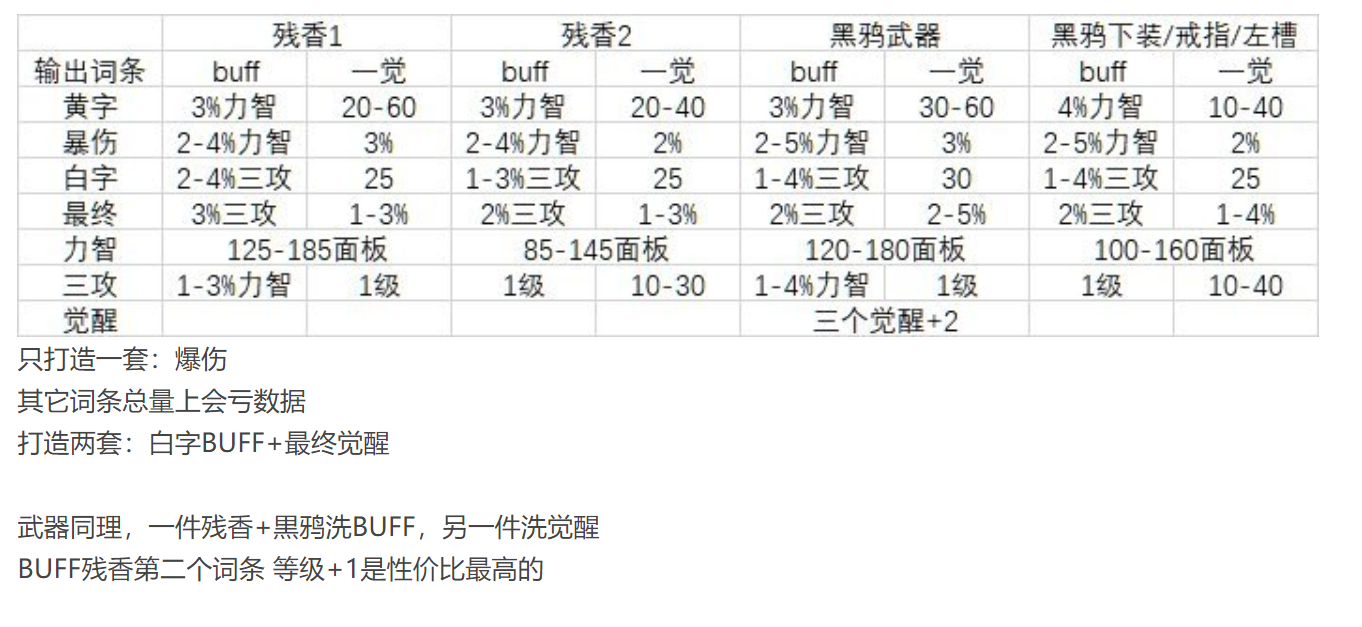 残香1 残香2 黑鸦武器 黑鸦下装/戒指/左槽
输出词条 buff 一觉 buff 一觉 buff 一觉 buff 一觉
黄字 3%力智 20-60 3%力智 20-40 3%力智 30-60 4%力智 10-40
暴伤 2-4%力智 3% 2-4%力智 2% 2-5%力智 3% 2-5%力智 2%
白字 2-4%三攻 25 1-3%三攻 25 1-4%三攻 30 1-4%三攻 25
最终 3%三攻 1-3% 2%三攻 1-3% 2%三攻 2-5% 2%三攻 1-4%
力智 125-185面板 85-145面板 120-180面板 100-160面板
三攻 1-3%力智 1级 1级 10-30 1-4%力智 1级 1级 10-40
觉醒 三个觉醒+2
只打造一套：爆伤
其它词条总量上会亏数据
打造两套：白字BUFF+最终觉醒
武器同理，一件残香+黑鸦洗BUFF，另一件洗觉醒
BUFF残香第二个词条 等级+1是性价比最高的